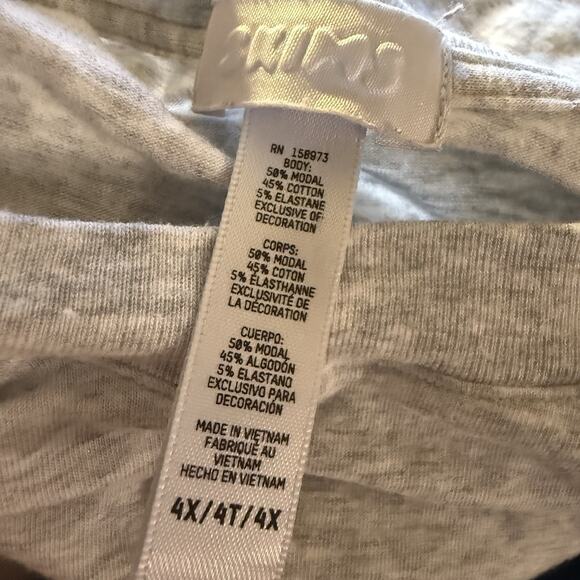 SKIMS
RN 158973
BODY:
50% MODAL
45% COTTON
5% ELASTANE
EXCLUSIVE OF
DECORATION
CORPS:
50% MODAL
45% COTON
5% ÉLASTHANNE
EXCLUSIVITÉ DE
LA DÉCORATION
CUERPO:
50% MODAL
45% ALGODÓN
5% ELASTANO
EXCLUSIVO PARA
DECORACIÓN
MADE IN VIETNAM
FABRIQUÉ AU
VIETNAM
HECHO EN VIETNAM
4X/4T/4X